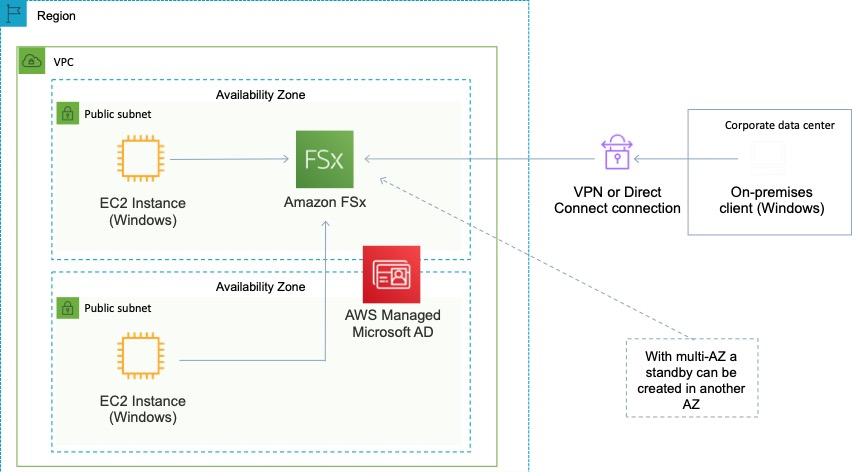 Region
VPC
Availability Zone
Public subnet
FSx
EC2 Instance
(Windows)
Amazon FSx
VPN or Direct
Connect connection
Corporate data center
On-premises
client (Windows)
Availability Zone
Public subnet
AWS Managed
Microsoft AD
EC2 Instance
(Windows)
With multi-AZ a
standby can be
created in another
AZ